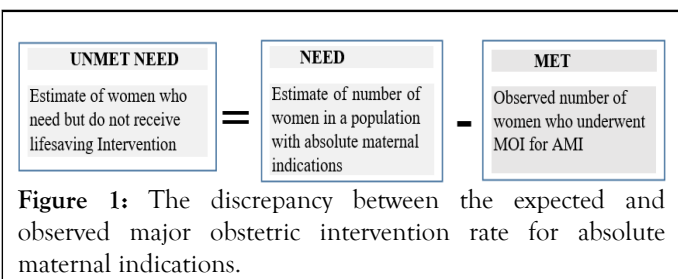 UNMET NEED
Estimate of women who
need but do not receive
lifesaving Intervention
=
NEED
Estimate of number of
women in a population
with absolute maternal
indications
-
MET
Observed number of
women who underwent
MOI for AMI
Figure 1: The discrepancy between the expected and
observed major obstetric intervention rate for absolute
maternal indications.